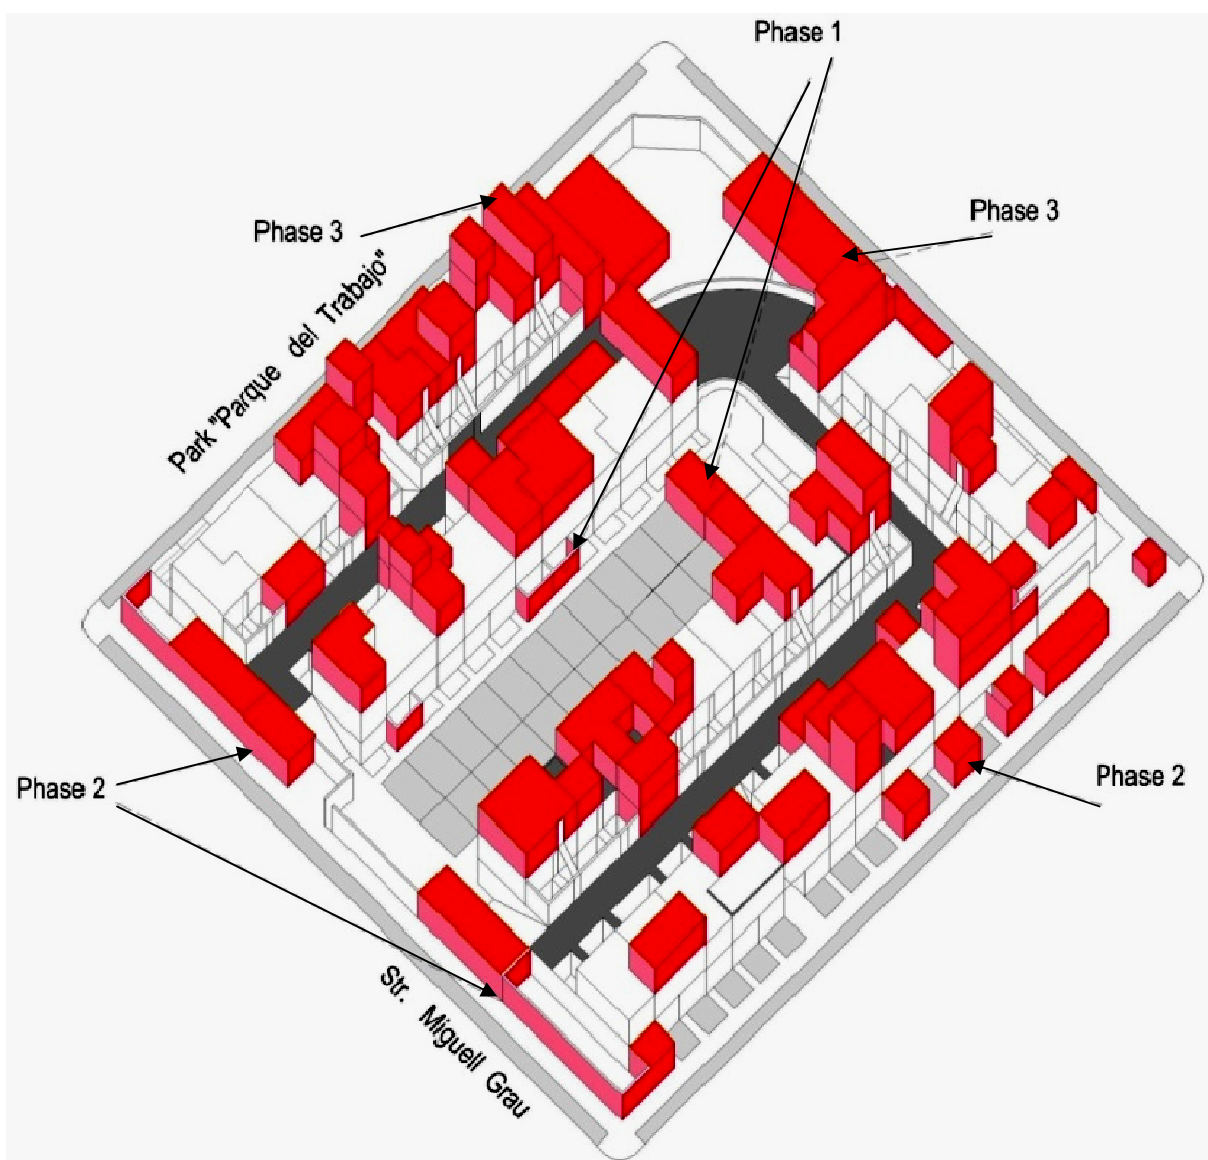 Phase 1
Phase 3
Phase 3
Park "Parque del Trabajo"
Phase 2
Phase 2
Str. Miguell Grau